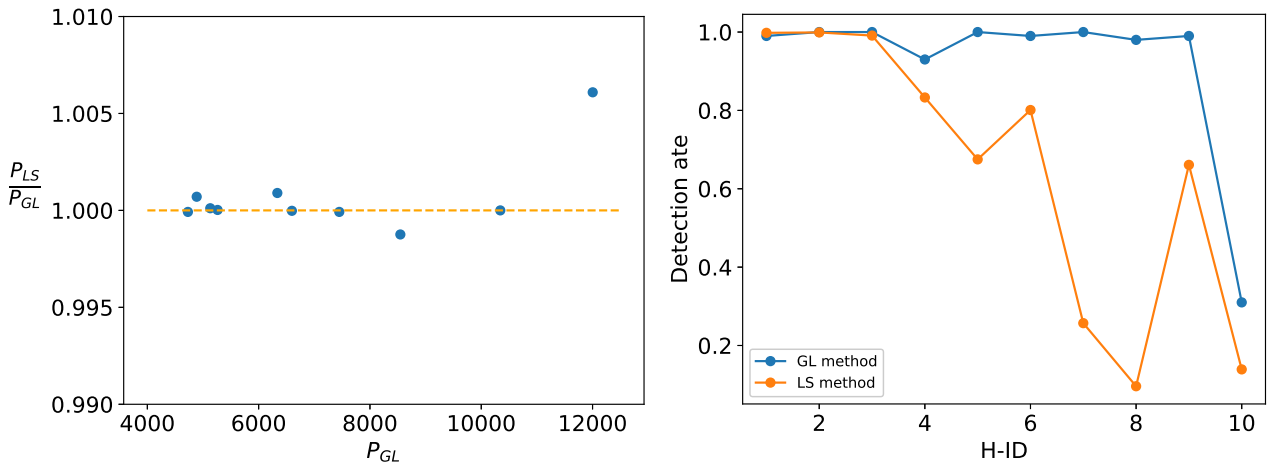 1.010
1.005
1.000
0.995
0.990
P_LS
P_GL
4000 6000 8000 10000 12000
P_GL
1.0
0.8
0.6
0.4
0.2
Detection ate
GL method
LS method
2 4 6 8 10
H-ID